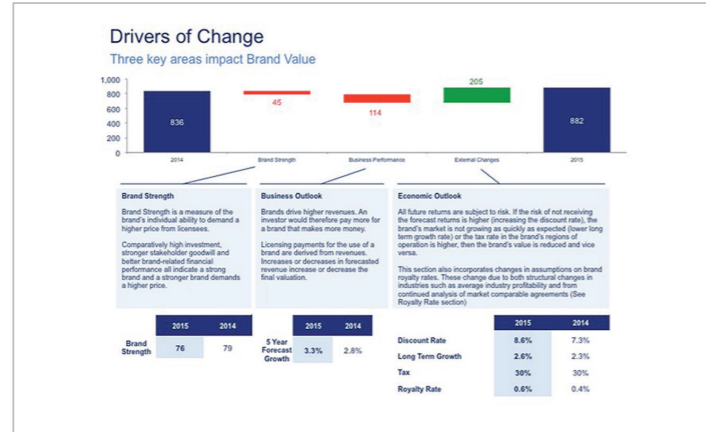 Drivers of Change
Three key areas impact Brand Value
1,000
800
600
400
200
0
836
45
114
205
882
2014
Brand Strength
Business Performance
External Changes
2015
Brand Strength
Brand Strength is a measure of the
brand's individual ability to demand a
higher price from licensees.
Comparatively high investment,
stronger stakeholder goodwill and
better brand-related financial
performance all indicate a strong
brand and a stronger brand demands
a higher price.
Business Outlook
Brands drive higher revenues. An
investor would therefore pay more for
a brand that makes more money.
Licensing payments for the use of a
brand are derived from revenues.
Increases or decreases in forecasted
revenue increase or decrease the
final valuation.
Economic Outlook
All future returns are subject to risk. If the risk of not receiving
the forecast returns is higher (increasing the discount rate), the
brand's market is not growing as quickly as expected (lower long
term growth rate) or the tax rate in the brand's regions of
operation is higher, then the brand's value is reduced and vice
versa.
This section also incorporates changes in assumptions on brand
royalty rates. These change due to both structural changes in
industries such as average industry profitability and from
continued analysis of market comparable agreements (See
Royalty Rate section)
2015 2014
Brand
Strength 76 79
2015 2014
5 Year
Forecast
Growth 3.3% 2.8%
2015 2014
Discount Rate 8.6% 7.3%
Long Term Growth 2.6% 2.3%
Tax 30% 30%
Royalty Rate 0.6% 0.4%